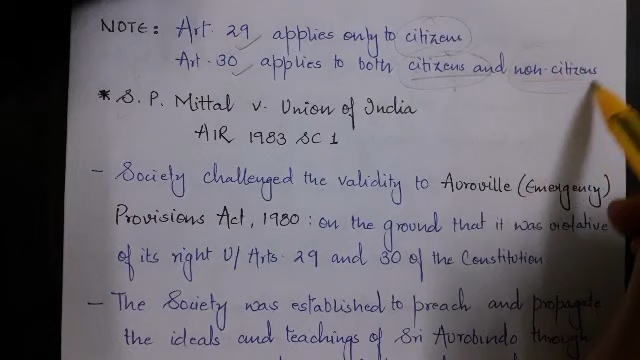 NOTE: Art. 29 applies only to citizens
Art. 30 applies to both citizens and non-citizens
* S. P. Mittal v. Union of India
AIR 1983 SC 1
- Society challenged the validity to Auroville (Emergency)
Provisions Act, 1980: on the ground that it was violative
of its right U/Arts. 29 and 30 of the Constitution
- The Society was established to preach and propagate
the ideals and teachings of Sri Aurobindo through